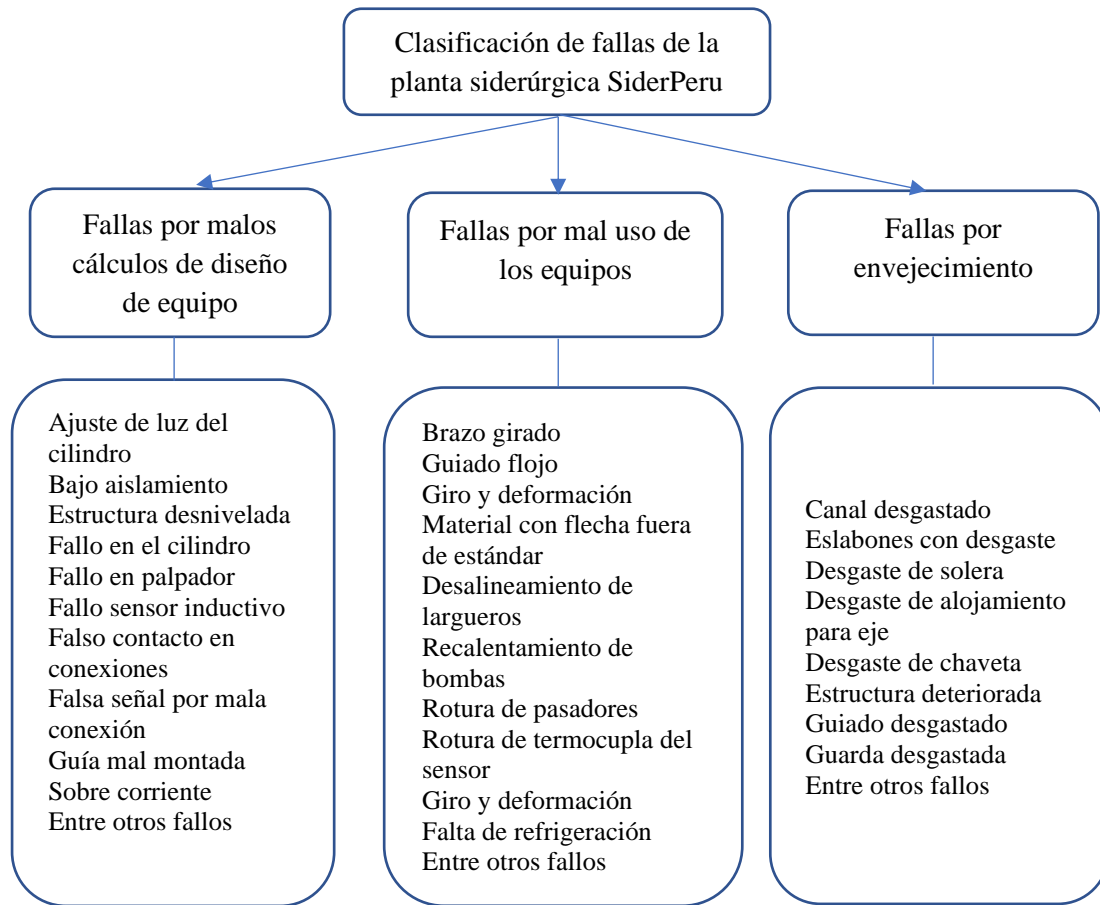 Clasificación de fallas de la
planta siderúrgica SiderPeru
Fallas por malos
cálculos de diseño
de equipo
Fallas por mal uso de
los equipos
Fallas por
envejecimiento
Ajuste de luz del
cilindro
Bajo aislamiento
Estructura desnivelada
Fallo en el cilindro
Fallo en palpador
Fallo sensor inductivo
Falso contacto en
conexiones
Falsa señal por mala
conexión
Guía mal montada
Sobre corriente
Entre otros fallos
Brazo girado
Guiado flojo
Giro y deformación
Material con flecha fuera
de estándar
Desalineamiento de
largueros
Recalentamiento de
bombas
Rotura de pasadores
Rotura de termocupla del
sensor
Giro y deformación
Falta de refrigeración
Entre otros fallos
Canal desgastado
Eslabones con desgaste
Desgaste de solera
Desgaste de alojamiento
para eje
Desgaste de chaveta
Estructura deteriorada
Guiado desgastado
Guarda desgastada
Entre otros fallos